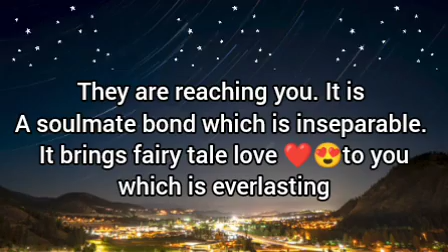 They are reaching you. It is
A soulmate bond which is inseparable.
It brings fairy tale love ❤️😍to you
which is everlasting